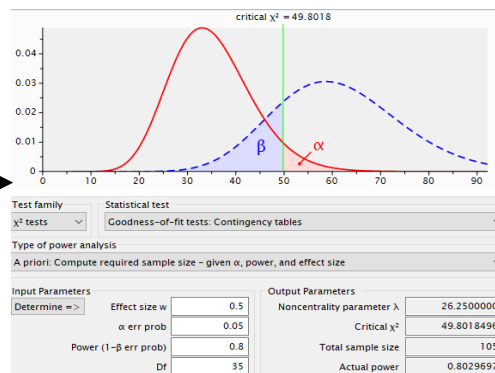 critical χ² = 49.8018
0.04
0.03
0.02
0.01
0
β
α
0 10 20 30 40 50 60 70 80 90
Test family Statistical test
χ² tests Goodness-of-fit tests: Contingency tables
Type of power analysis
A priori: Compute required sample size – given α, power, and effect size
Input Parameters Output Parameters
Determine => Effect size w 0.5 Noncentrality parameter λ 26.2500000
α err prob 0.05 Critical χ² 49.8018496
Power (1-β err prob) 0.8 Total sample size 105
Df 35 Actual power 0.8029697